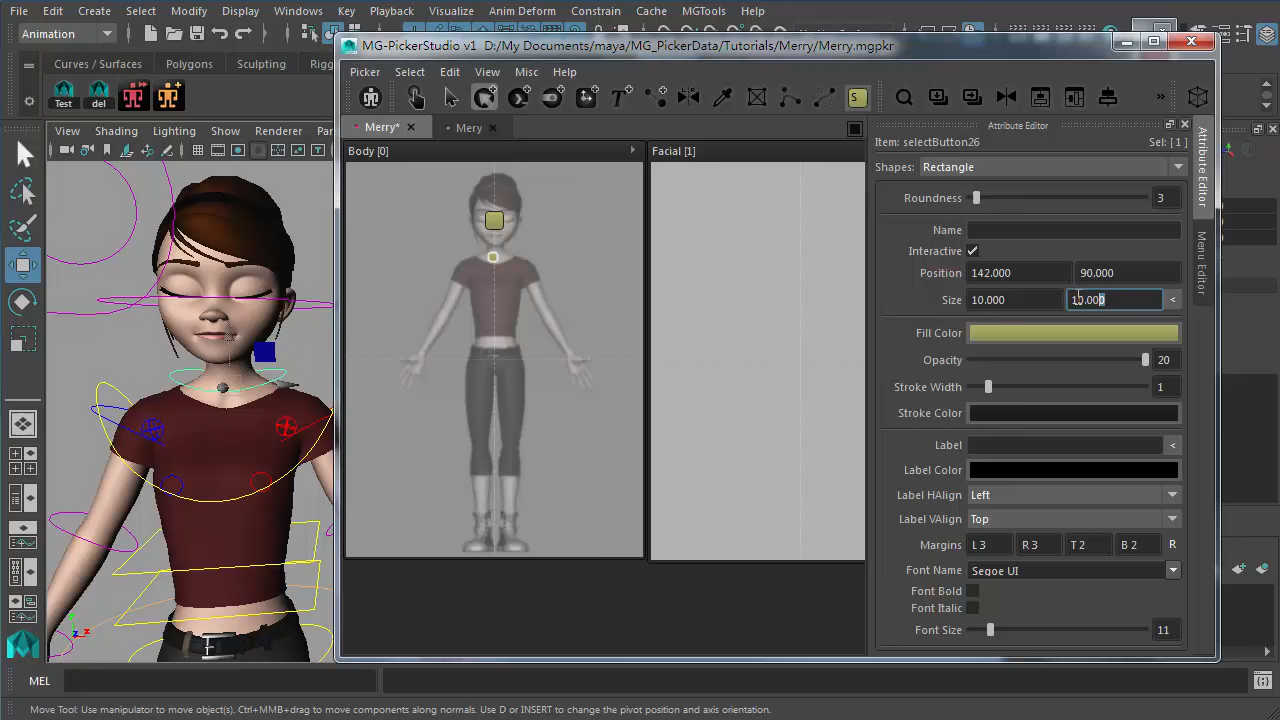 File Edit Create Select Modify Display Windows Key Playback Visualize Anim Deform Constrain Cache MGTools Help
Animation
MG-PickerStudio v1 D:/My Documents/maya/MG_PickerData/Tutorials/Merry/Merry.mgpkr
Curves / Surfaces Polygons Sculpting Rigg
Picker Select Edit View Misc Help
Test del
T S »
View Shading Lighting Show Renderer Par
Merry* Merry
Attribute Editor
Item: selectButton26 Sel: [ 1 ]
Body [0] Facial [1]
Shapes: Rectangle
Roundness 3
Name
Interactive
Position 142.000 90.000
Size 10.000 10.000 <
Fill Color
Opacity 20
Stroke Width 1
Stroke Color
Label <
Label Color
Label HAlign Left
Label VAlign Top
Margins L 3 R 3 T 2 B 2 R
Font Name Segoe UI
Font Bold
Font Italic
Font Size 11
Attribute Editor
Menu Editor
z x
MEL
Move Tool: Use manipulator to move object(s). Ctrl+MMB+drag to move components along normals. Use D or INSERT to change the pivot position and axis orientation.